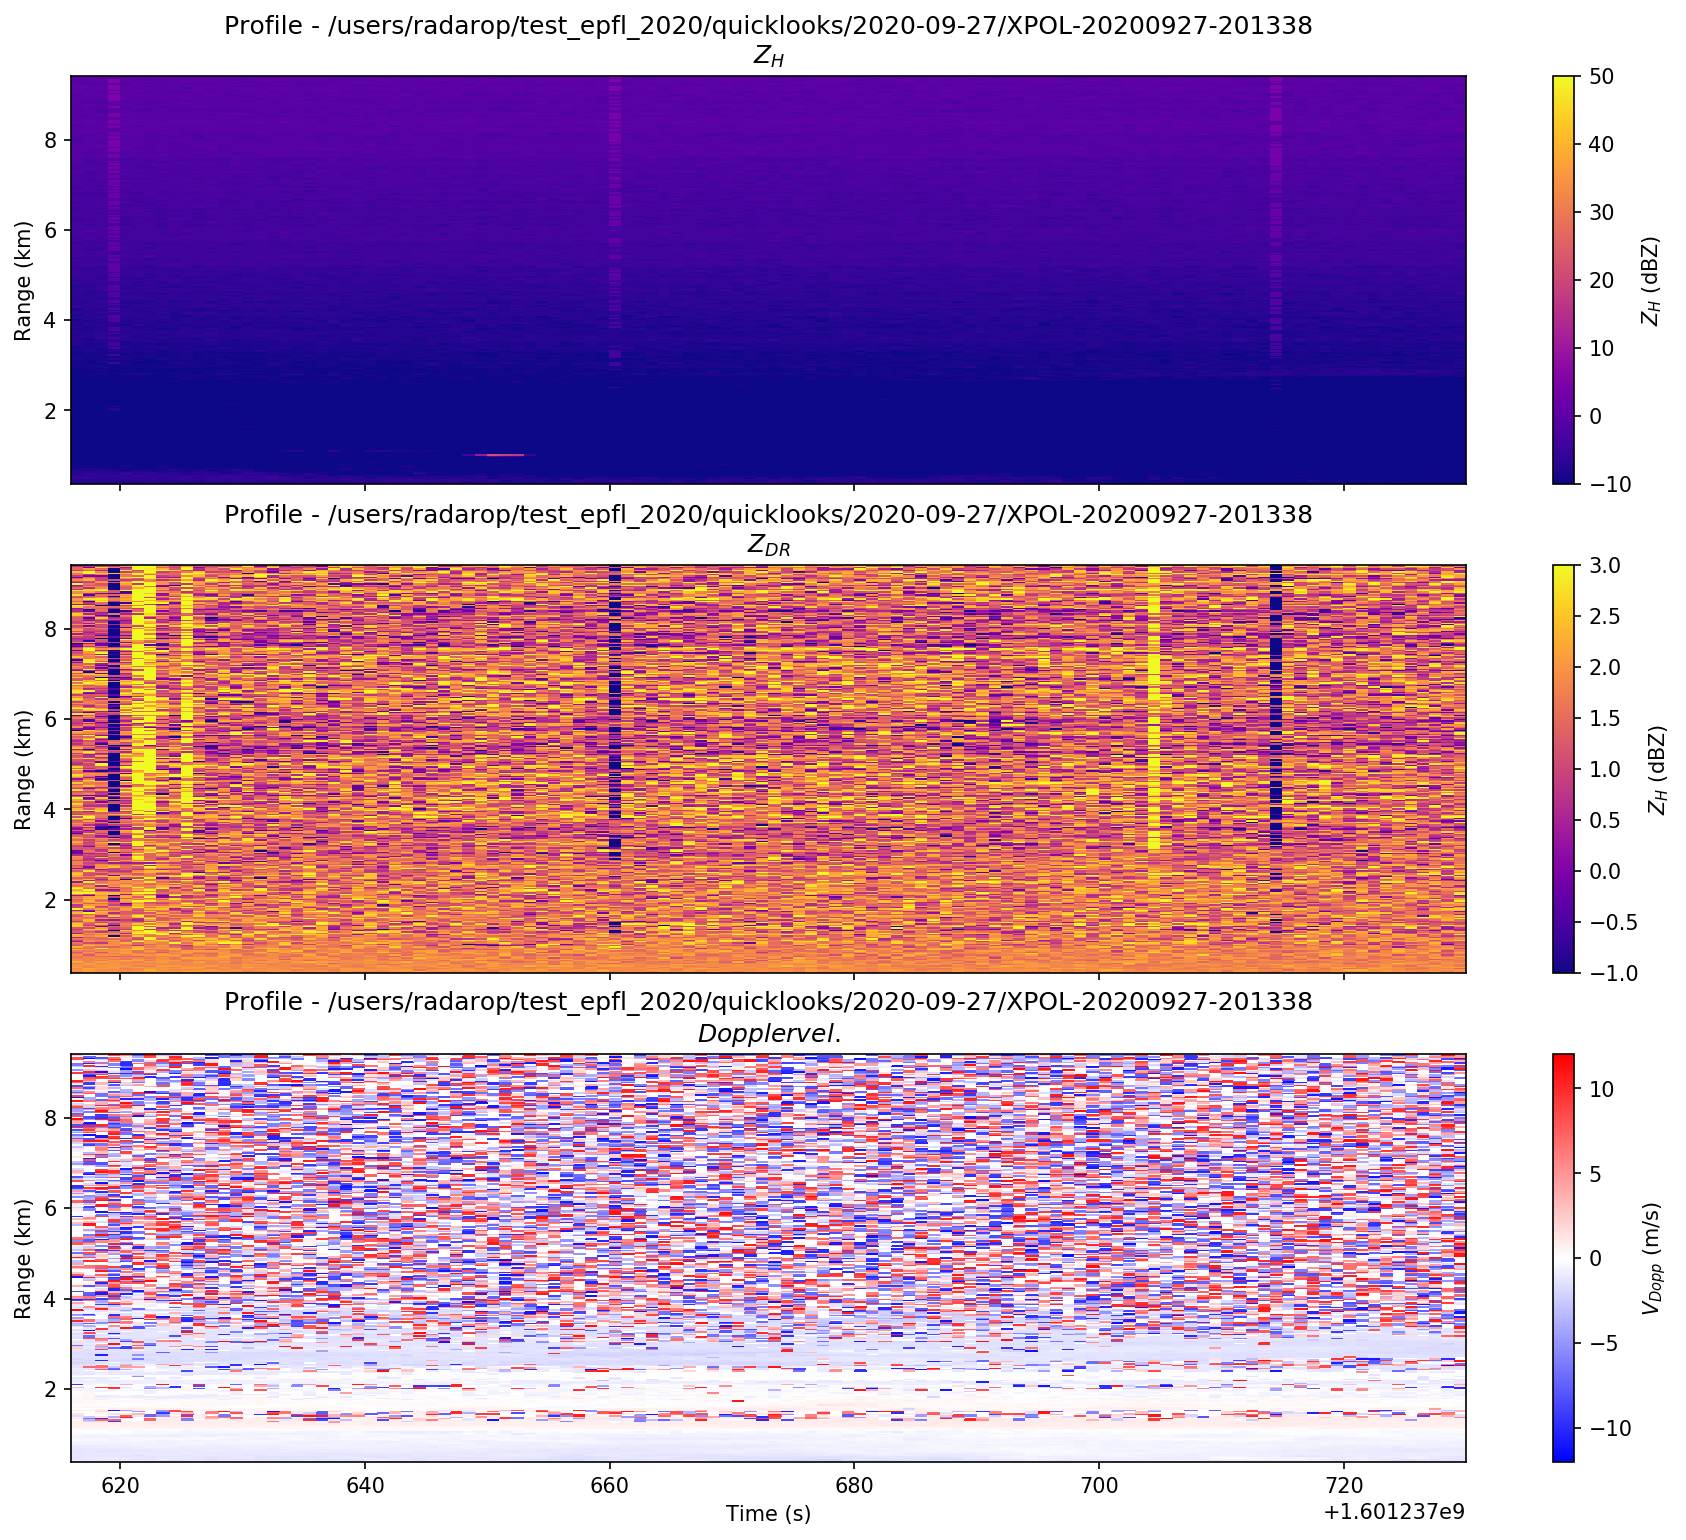 Profile - /users/radarop/test_epfl_2020/quicklooks/2020-09-27/XPOL-20200927-201338
Z_H
8
6
4
2
Range (km)
50
40
30
20
10
0
−10
Z_H (dBZ)
Profile - /users/radarop/test_epfl_2020/quicklooks/2020-09-27/XPOL-20200927-201338
Z_DR
8
6
4
2
Range (km)
3.0
2.5
2.0
1.5
1.0
0.5
0.0
−0.5
−1.0
Z_H (dBZ)
Profile - /users/radarop/test_epfl_2020/quicklooks/2020-09-27/XPOL-20200927-201338
Dopplervel.
8
6
4
2
Range (km)
10
5
0
−5
−10
V_Dopp (m/s)
620 640 660 680 700 720
Time (s)
+1.601237e9